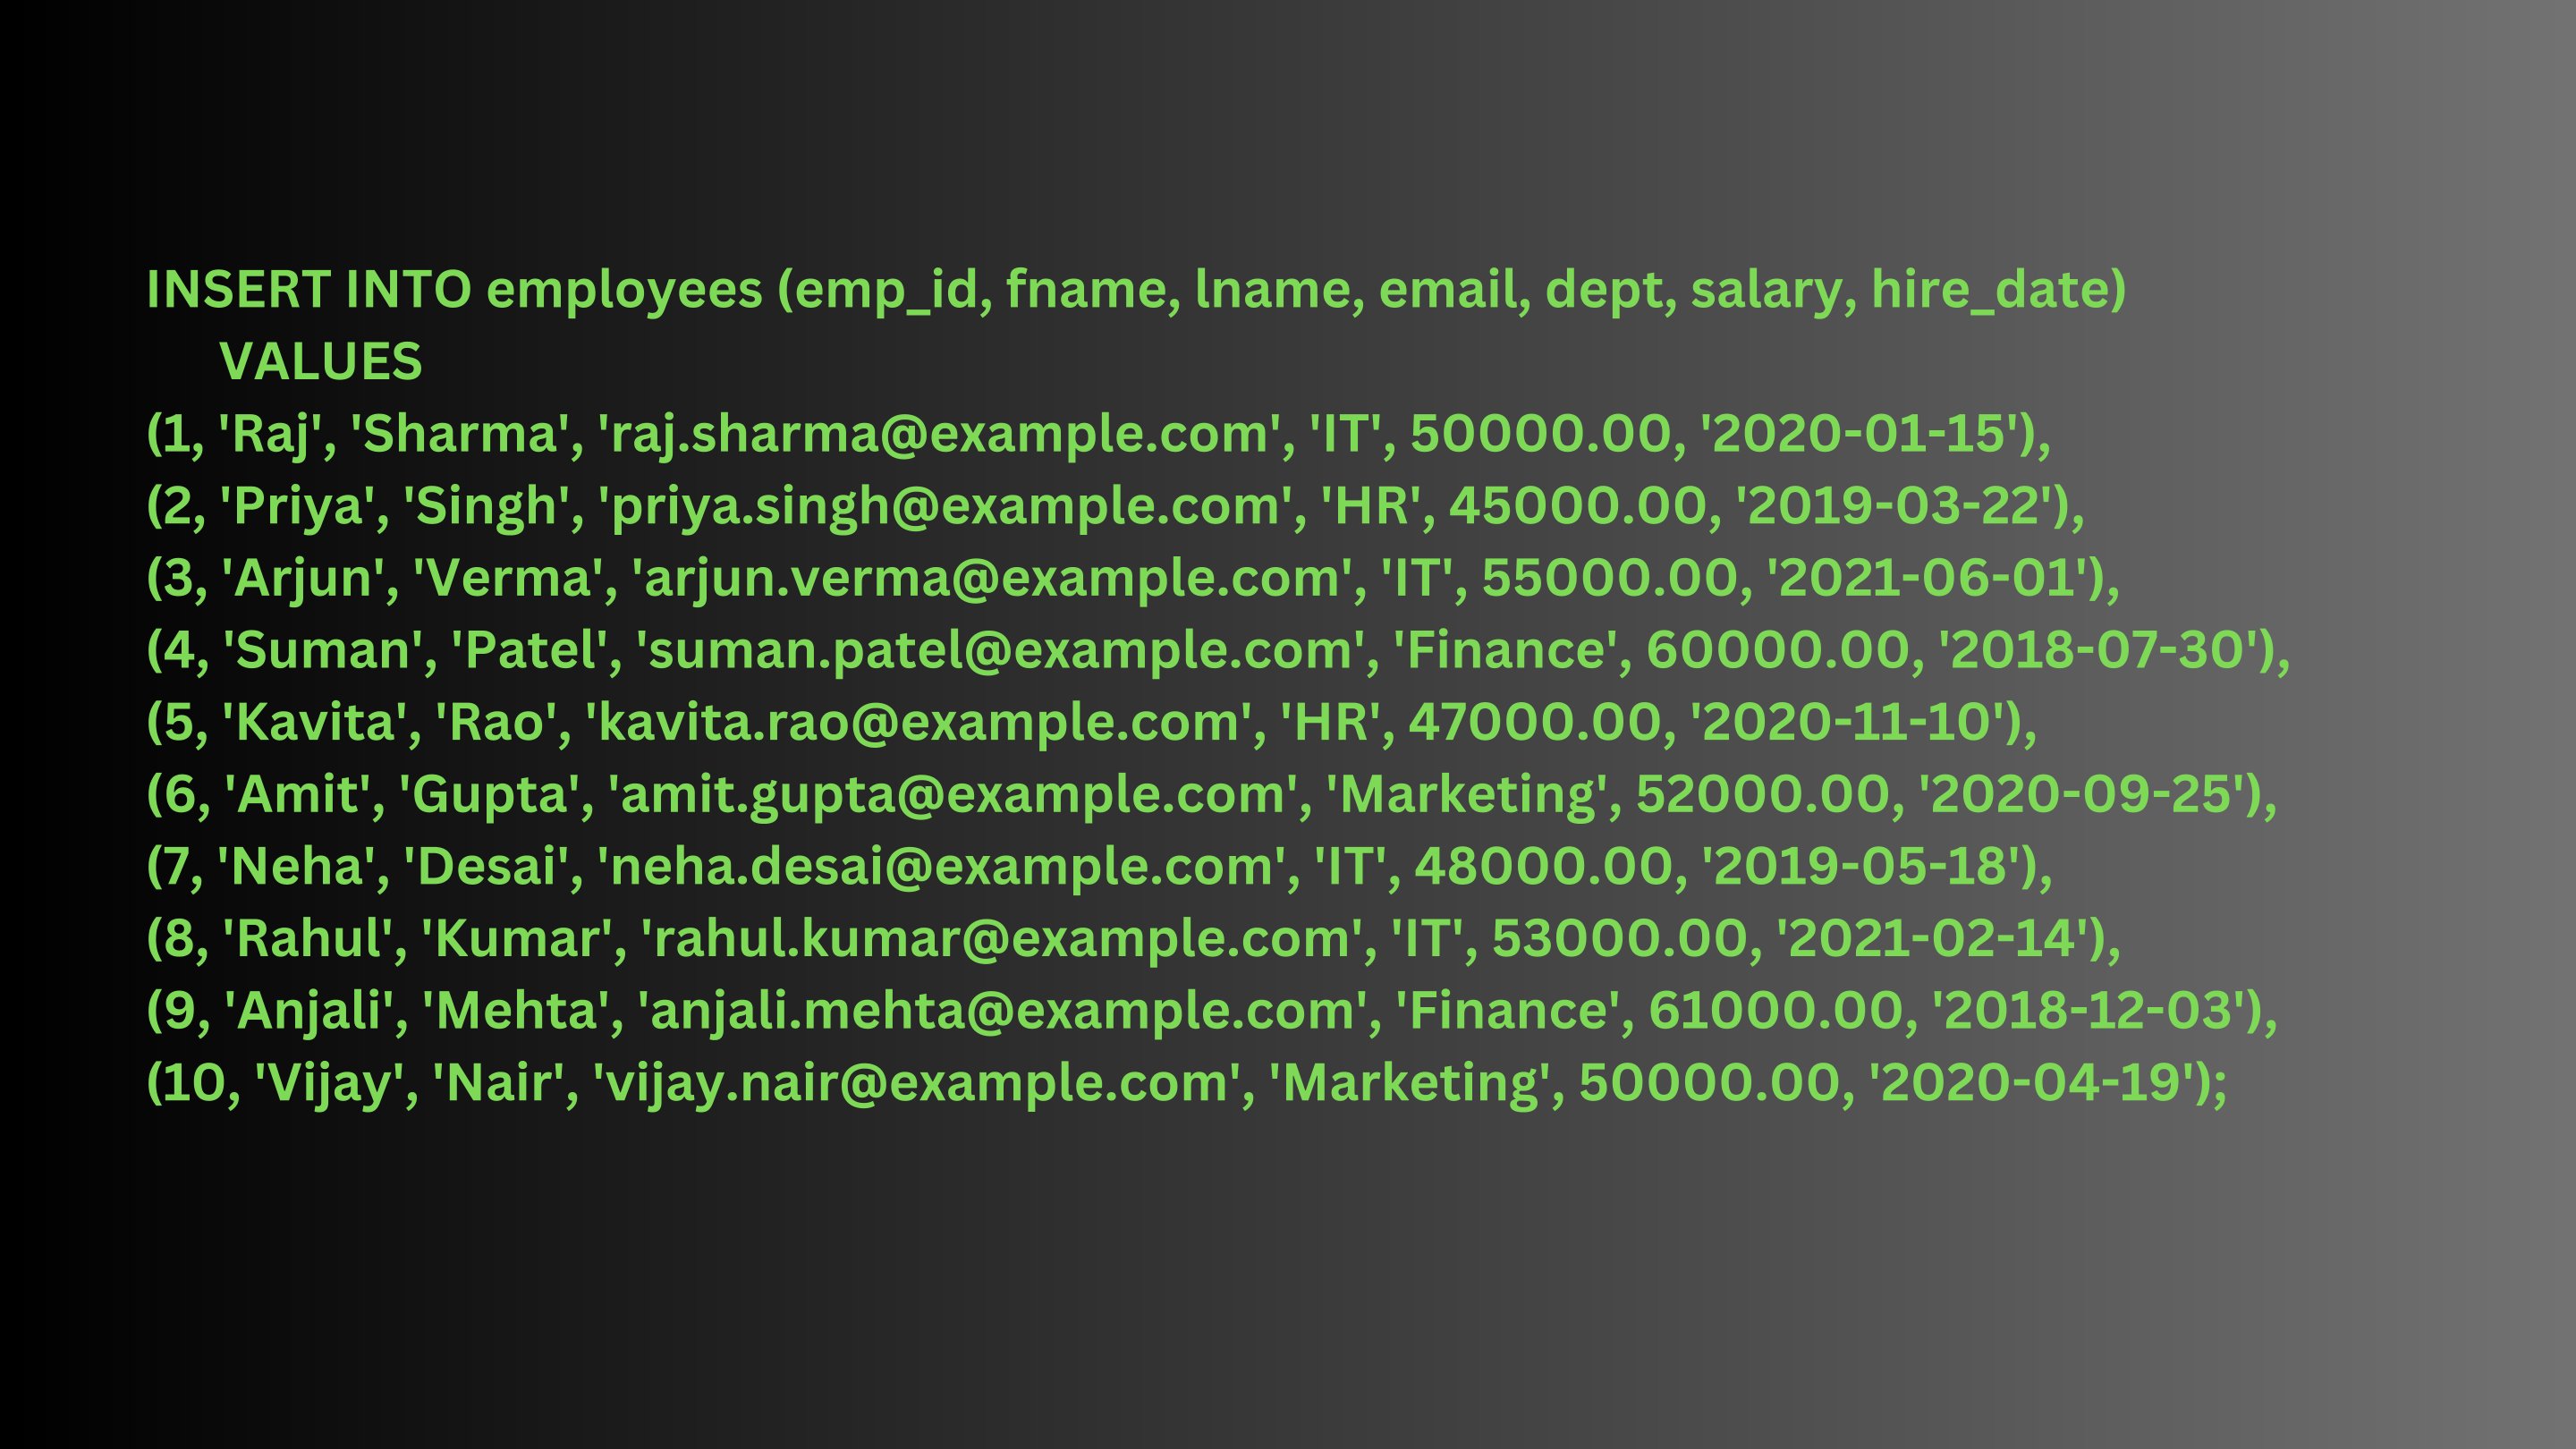 INSERT INTO employees (emp_id, fname, lname, email, dept, salary, hire_date)
VALUES
(1, 'Raj', 'Sharma', 'raj.sharma@example.com', 'IT', 50000.00, '2020-01-15'),
(2, 'Priya', 'Singh', 'priya.singh@example.com', 'HR', 45000.00, '2019-03-22'),
(3, 'Arjun', 'Verma', 'arjun.verma@example.com', 'IT', 55000.00, '2021-06-01'),
(4, 'Suman', 'Patel', 'suman.patel@example.com', 'Finance', 60000.00, '2018-07-30'),
(5, 'Kavita', 'Rao', 'kavita.rao@example.com', 'HR', 47000.00, '2020-11-10'),
(6, 'Amit', 'Gupta', 'amit.gupta@example.com', 'Marketing', 52000.00, '2020-09-25'),
(7, 'Neha', 'Desai', 'neha.desai@example.com', 'IT', 48000.00, '2019-05-18'),
(8, 'Rahul', 'Kumar', 'rahul.kumar@example.com', 'IT', 53000.00, '2021-02-14'),
(9, 'Anjali', 'Mehta', 'anjali.mehta@example.com', 'Finance', 61000.00, '2018-12-03'),
(10, 'Vijay', 'Nair', 'vijay.nair@example.com', 'Marketing', 50000.00, '2020-04-19');